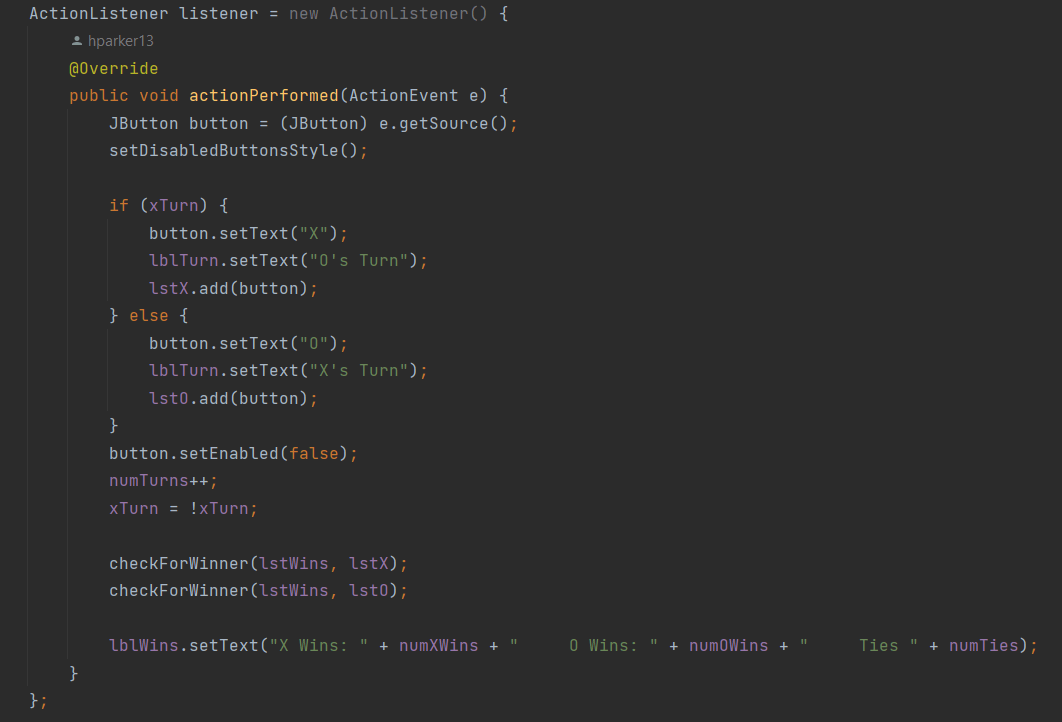 ActionListener listener = new ActionListener() {
hparker13
@Override
public void actionPerformed(ActionEvent e) {
JButton button = (JButton) e.getSource();
setDisabledButtonsStyle();
if (xTurn) {
button.setText("X");
lblTurn.setText("O's Turn");
lstX.add(button);
} else {
button.setText("O");
lblTurn.setText("X's Turn");
lstO.add(button);
}
button.setEnabled(false);
numTurns++;
xTurn = !xTurn;
checkForWinner(lstWins, lstX);
checkForWinner(lstWins, lstO);
lblWins.setText("X Wins: " + numXWins + "     O Wins: " + numOWins + "     Ties " + numTies);
}
};